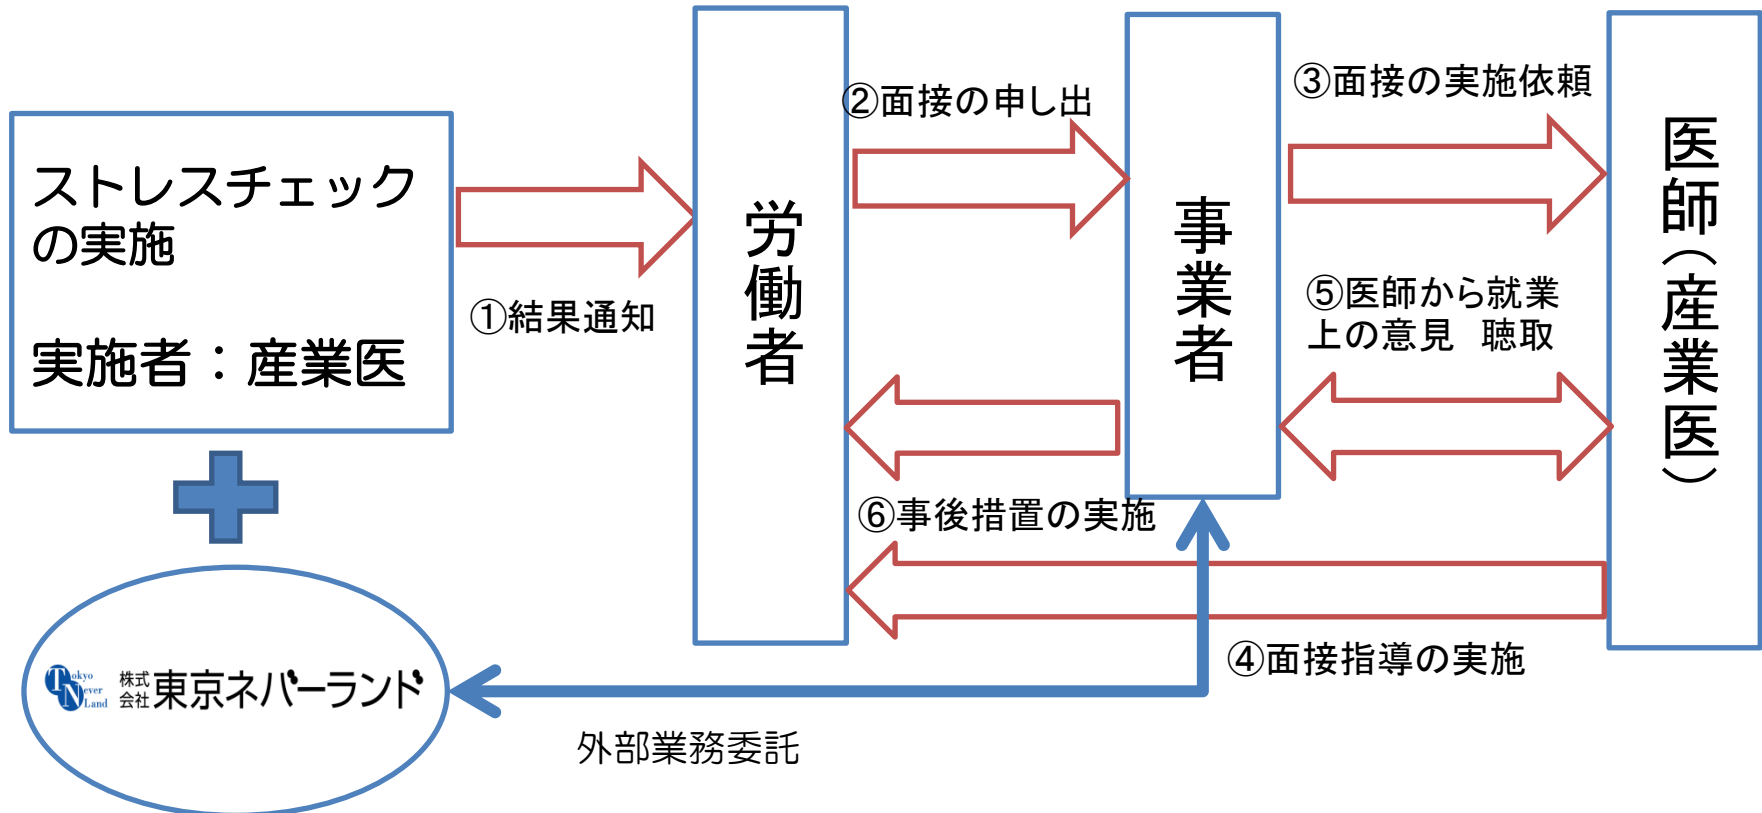 ストレスチェック
の実施
実施者：産業医
①結果通知
労働者
②面接の申し出
事業者
③面接の実施依頼
医師（産業医）
⑤医師から就業
上の意見　聴取
⑥事後措置の実施
④面接指導の実施
Tokyo
Never
Land
株式
会社
東京ネバーランド
外部業務委託